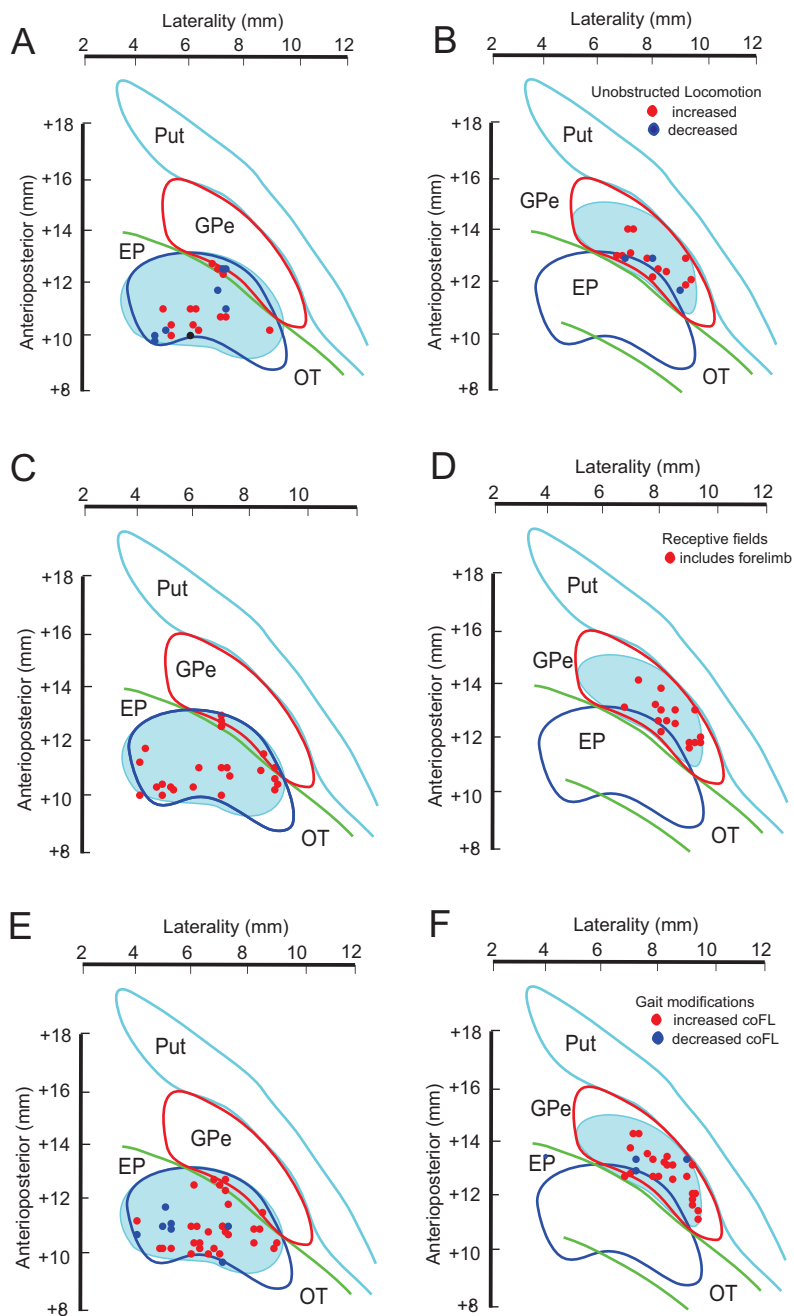 A
Laterality (mm)
2 4 6 8 10 12
Anterioposterior (mm)
+18
+16
+14
+12
+10
+8
Put
GPe
EP
OT
B
Laterality (mm)
2 4 6 8 10 12
Unobstructed Locomotion
increased
decreased
Anterioposterior (mm)
+18
+16
+14
+12
+10
+8
Put
GPe
EP
OT
C
Laterality (mm)
2 4 6 8 10 12
Anterioposterior (mm)
+18
+16
+14
+12
+10
+8
Put
GPe
EP
OT
D
Laterality (mm)
2 4 6 8 10 12
Receptive fields
includes forelimb
Anterioposterior (mm)
+18
+16
+14
+12
+10
+8
Put
GPe
EP
OT
E
Laterality (mm)
2 4 6 8 10 12
Anterioposterior (mm)
+18
+16
+14
+12
+10
+8
Put
GPe
EP
OT
F
Laterality (mm)
2 4 6 8 10 12
Gait modifications
increased coFL
decreased coFL
Anterioposterior (mm)
+18
+16
+14
+12
+10
+8
Put
GPe
EP
OT